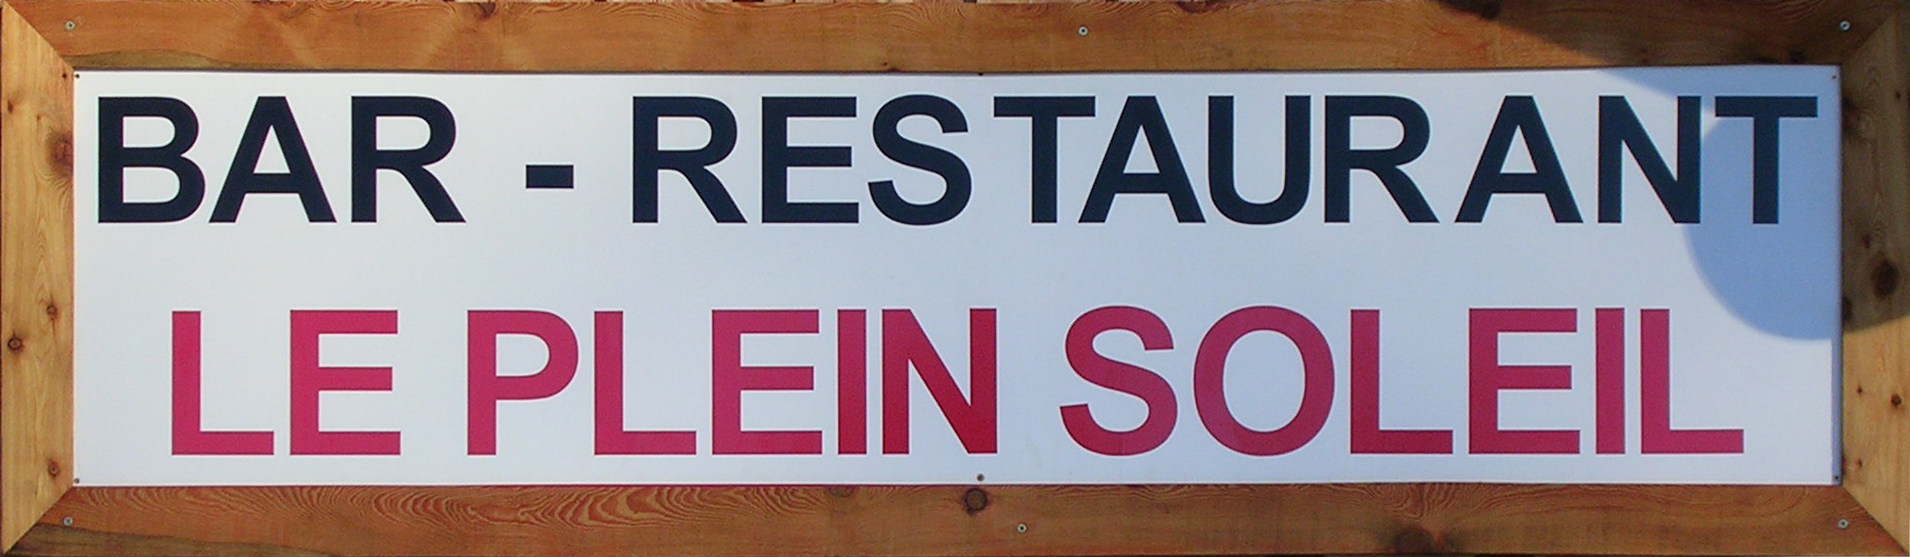 BAR - RESTAURANT
LE PLEIN SOLEIL